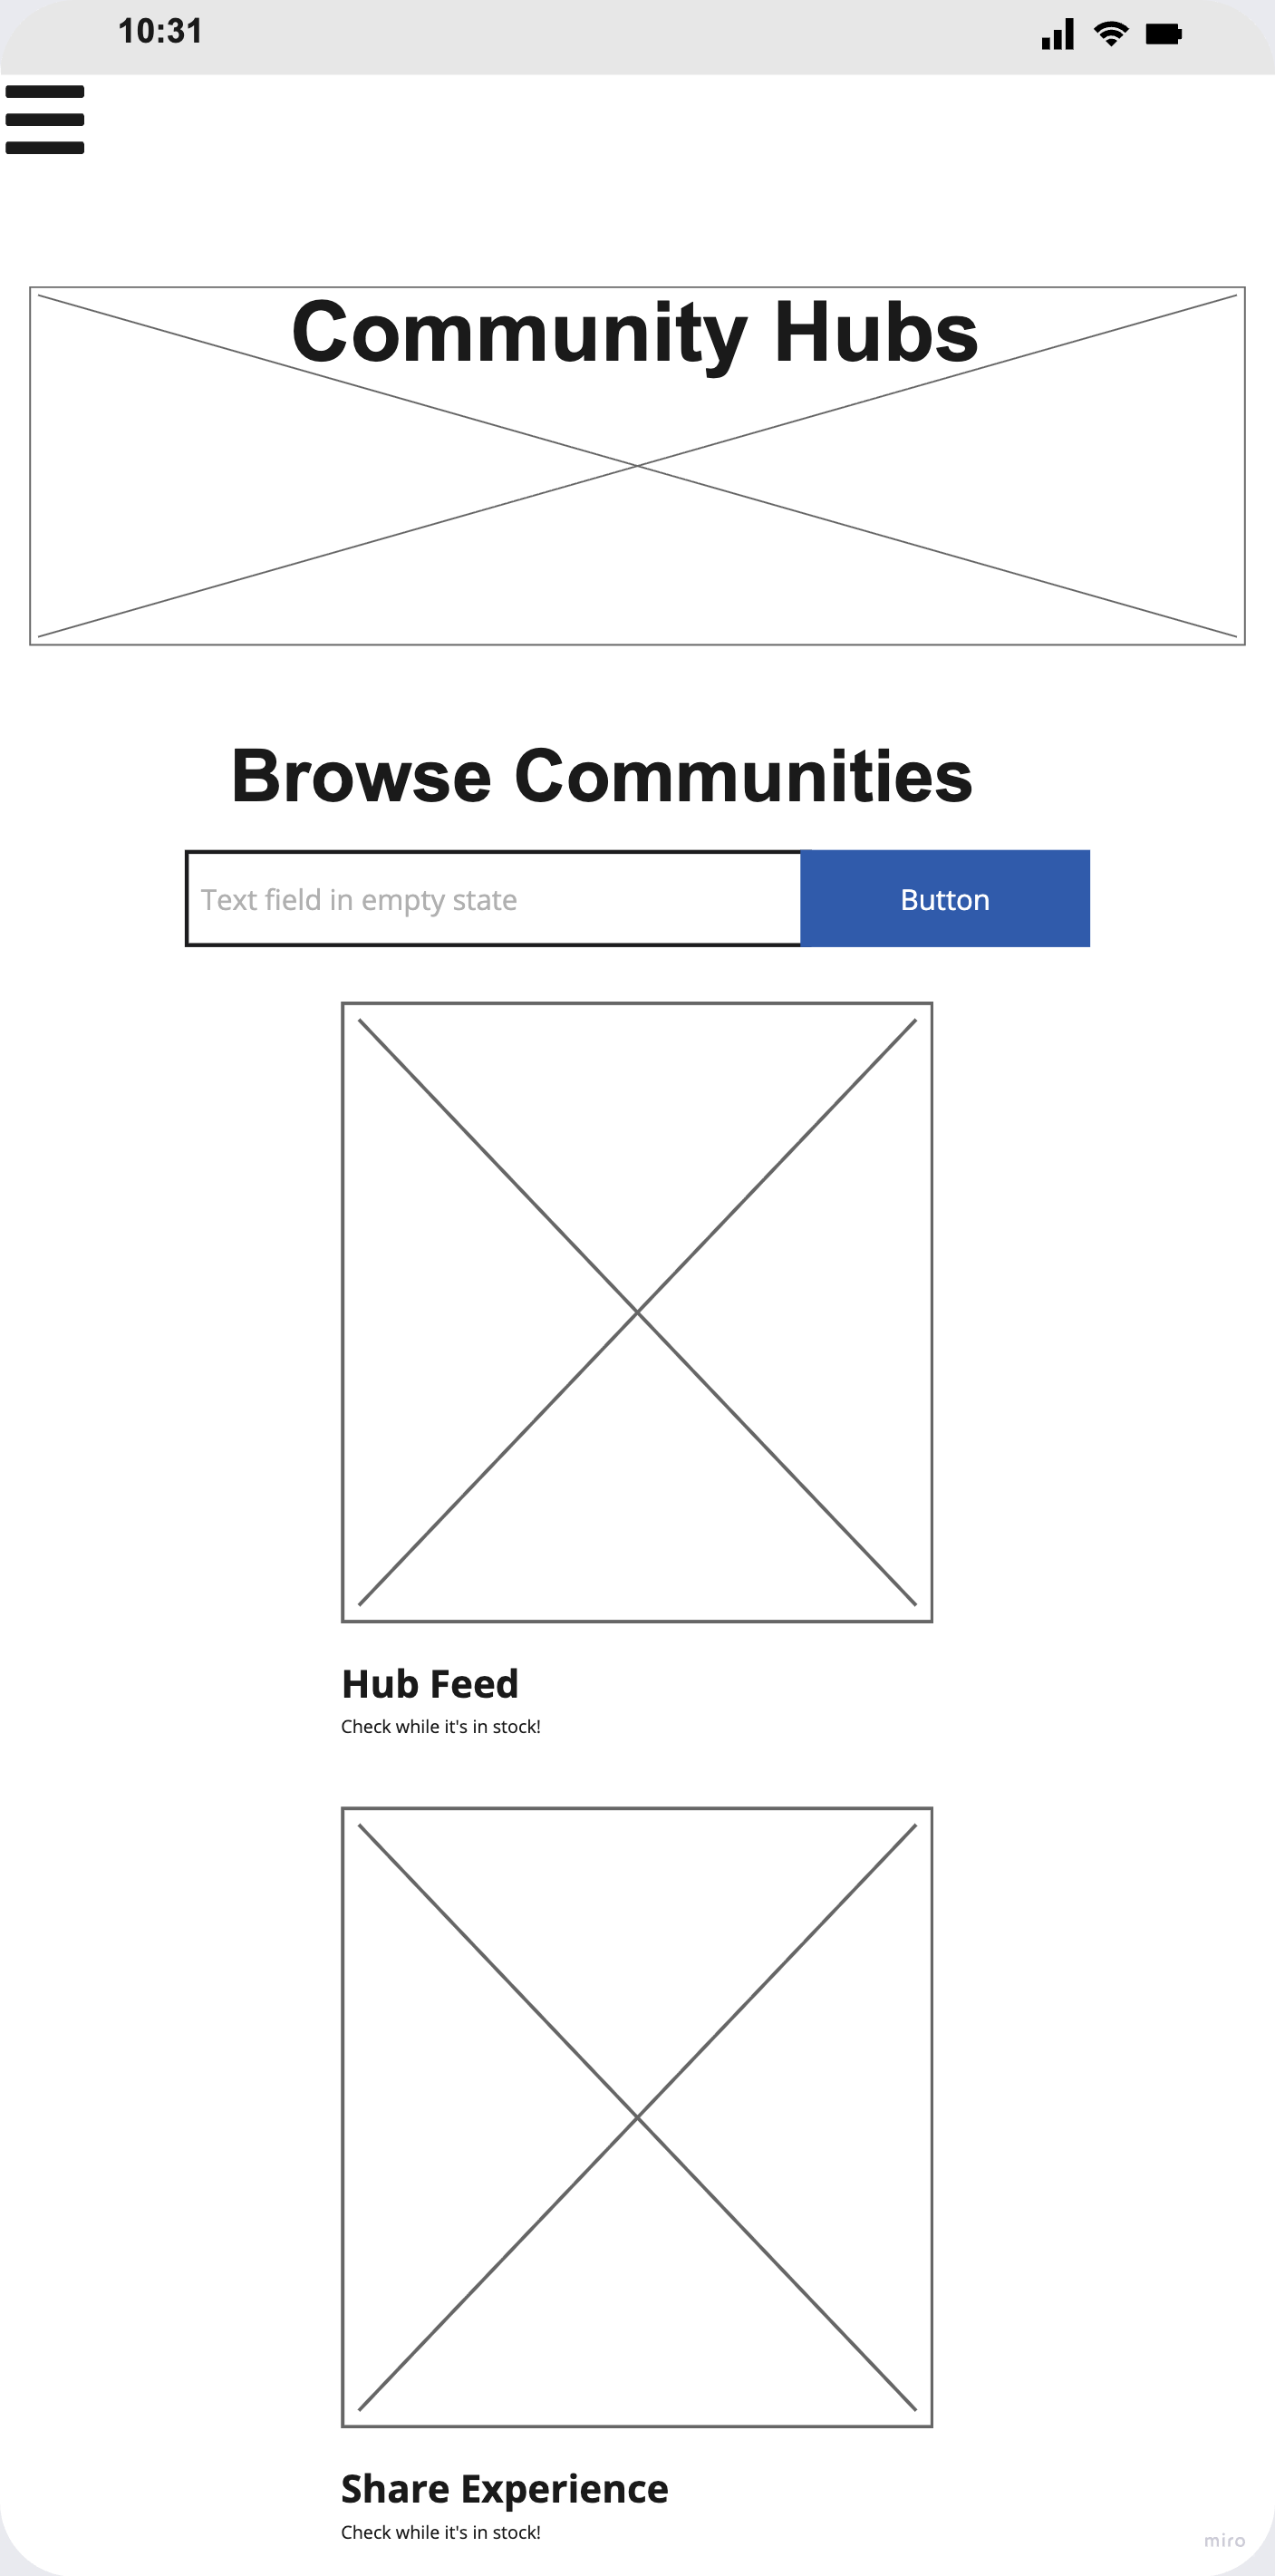 10:31
Community Hubs
Browse Communities
Text field in empty state
Button
Hub Feed
Check while it's in stock!
Share Experience
Check while it's in stock!
miro